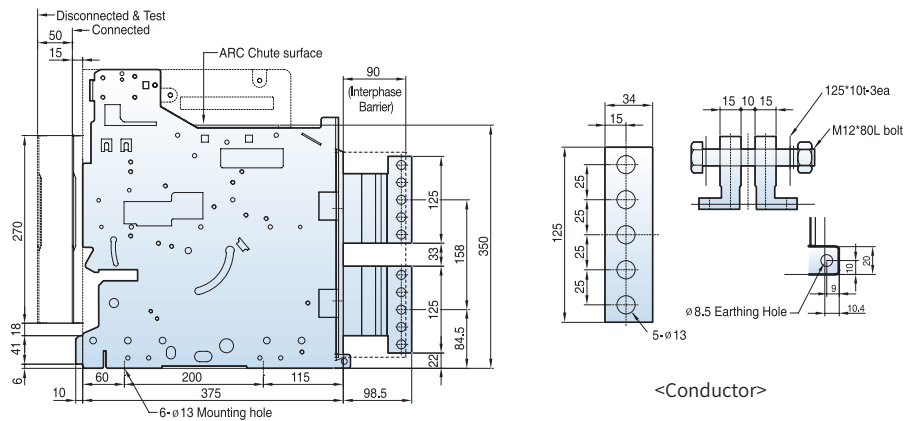 Disconnected & Test
50
Connected
15
ARC Chute surface
90
(Interphase
Barrier)
270
18
41
6
10
60
200
115
375
98.5
6-ø13 Mounting hole
125
33
125
22
158
84.5
350
34
15
125
25
25
25
25
5-ø13
15 10 15
125*10t-3ea
M12*80L bolt
ø8.5 Earthing Hole
10
20
9
10.4
<Conductor>